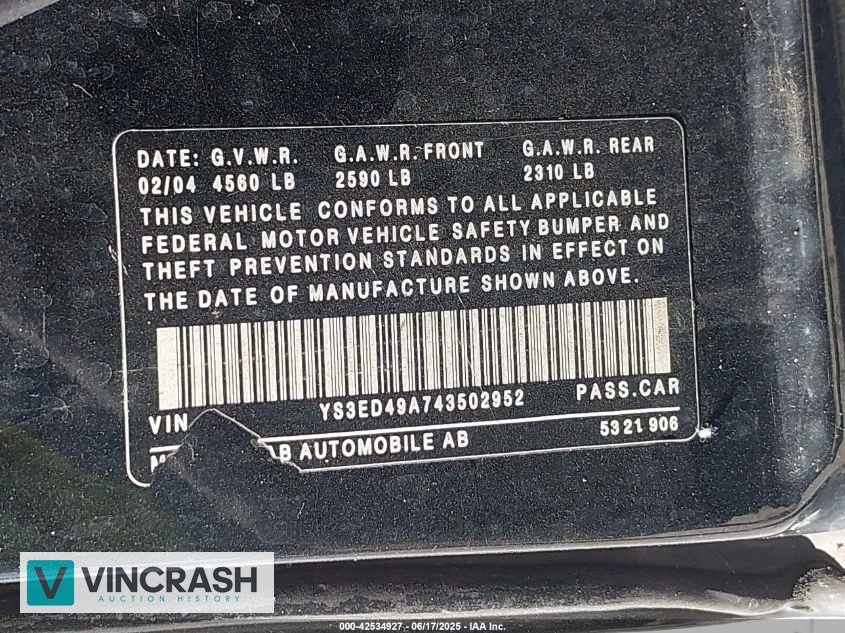 DATE: G.V.W.R. G.A.W.R. FRONT G.A.W.R. REAR
02/04 4560 LB 2590 LB 2310 LB
THIS VEHICLE CONFORMS TO ALL APPLICABLE
FEDERAL MOTOR VEHICLE SAFETY BUMPER AND
THEFT PREVENTION STANDARDS IN EFFECT ON
THE DATE OF MANUFACTURE SHOWN ABOVE.
VIN YS3ED49A743502952 PASS.CAR
AUTOMOBILE AB 5321 906
VINCRASH
AUCTION HISTORY
000-42534927 - 06/17/2025 - IAA Inc.